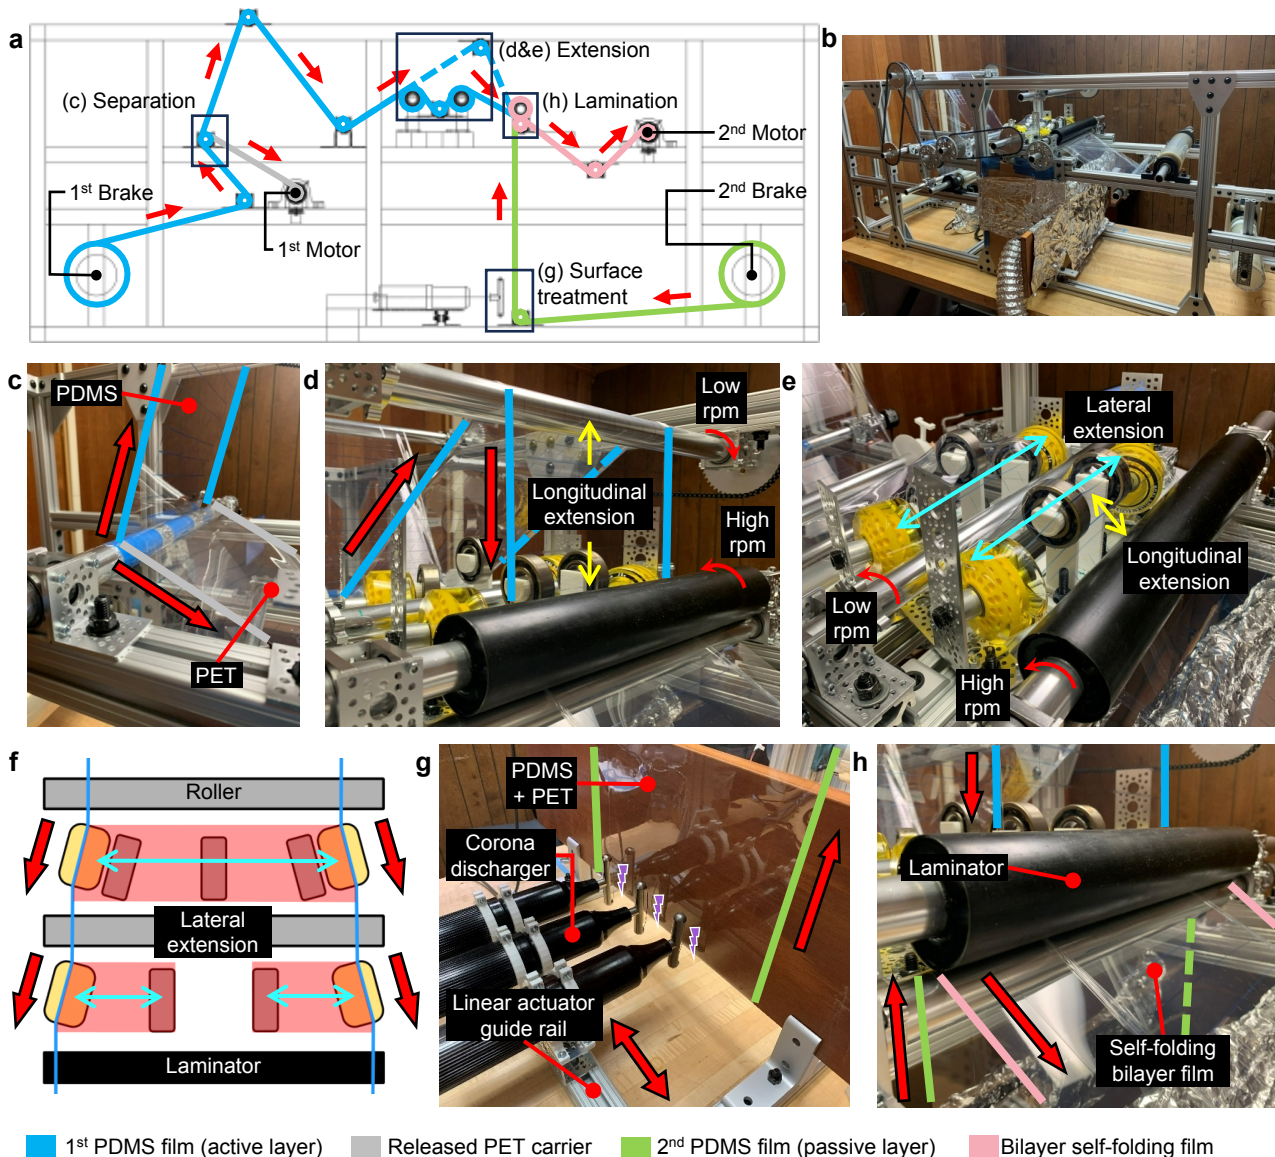 a
(c) Separation
(d&e) Extension
(h) Lamination
2nd Motor
1st Brake
2nd Brake
1st Motor
(g) Surface
treatment
b
c
PDMS
PET
d
Low
rpm
Longitudinal
extension
High
rpm
e
Lateral
extension
Longitudinal
extension
Low
rpm
High
rpm
f
Roller
Lateral
extension
Laminator
g
PDMS
+ PET
Corona
discharger
Linear actuator
guide rail
h
Laminator
Self-folding
bilayer film
1st PDMS film (active layer)
Released PET carrier
2nd PDMS film (passive layer)
Bilayer self-folding film